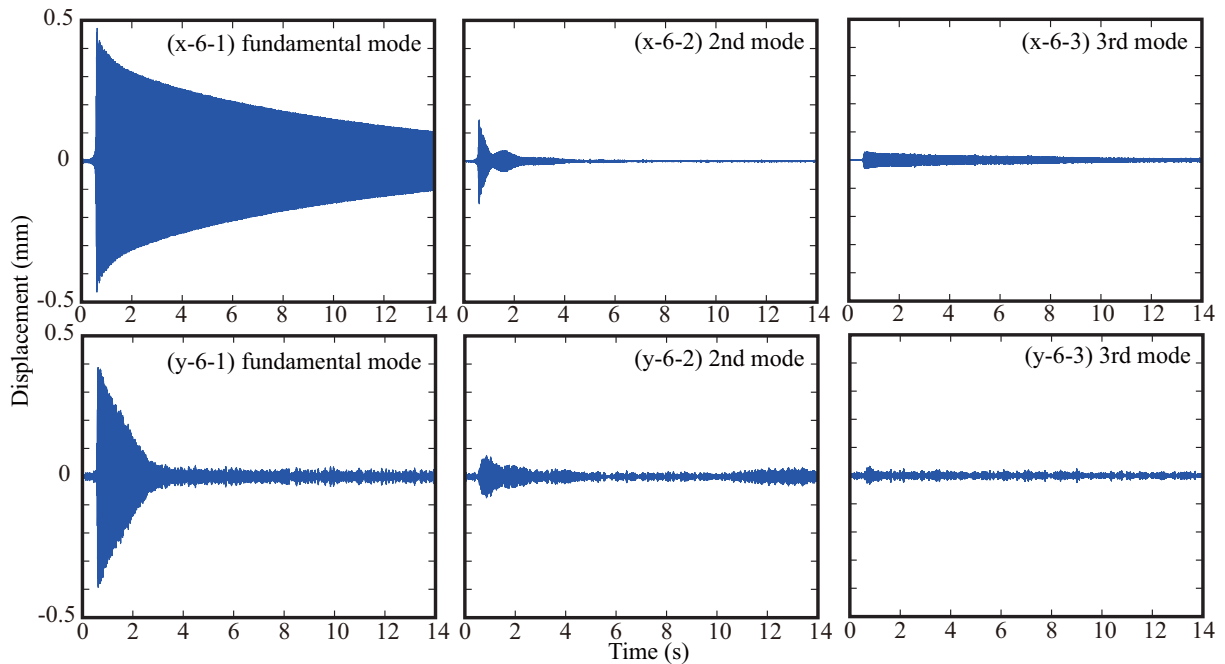 0.5
(x-6-1) fundamental mode
(x-6-2) 2nd mode
(x-6-3) 3rd mode
0
-0.5
0 2 4 6 8 10 12 14
0 2 4 6 8 10 12 14
0 2 4 6 8 10 12 14
Displacement (mm)
0.5
(y-6-1) fundamental mode
(y-6-2) 2nd mode
(y-6-3) 3rd mode
0
-0.5
0 2 4 6 8 10 12 14
0 2 4 6 8 10 12 14
0 2 4 6 8 10 12 14
Time (s)